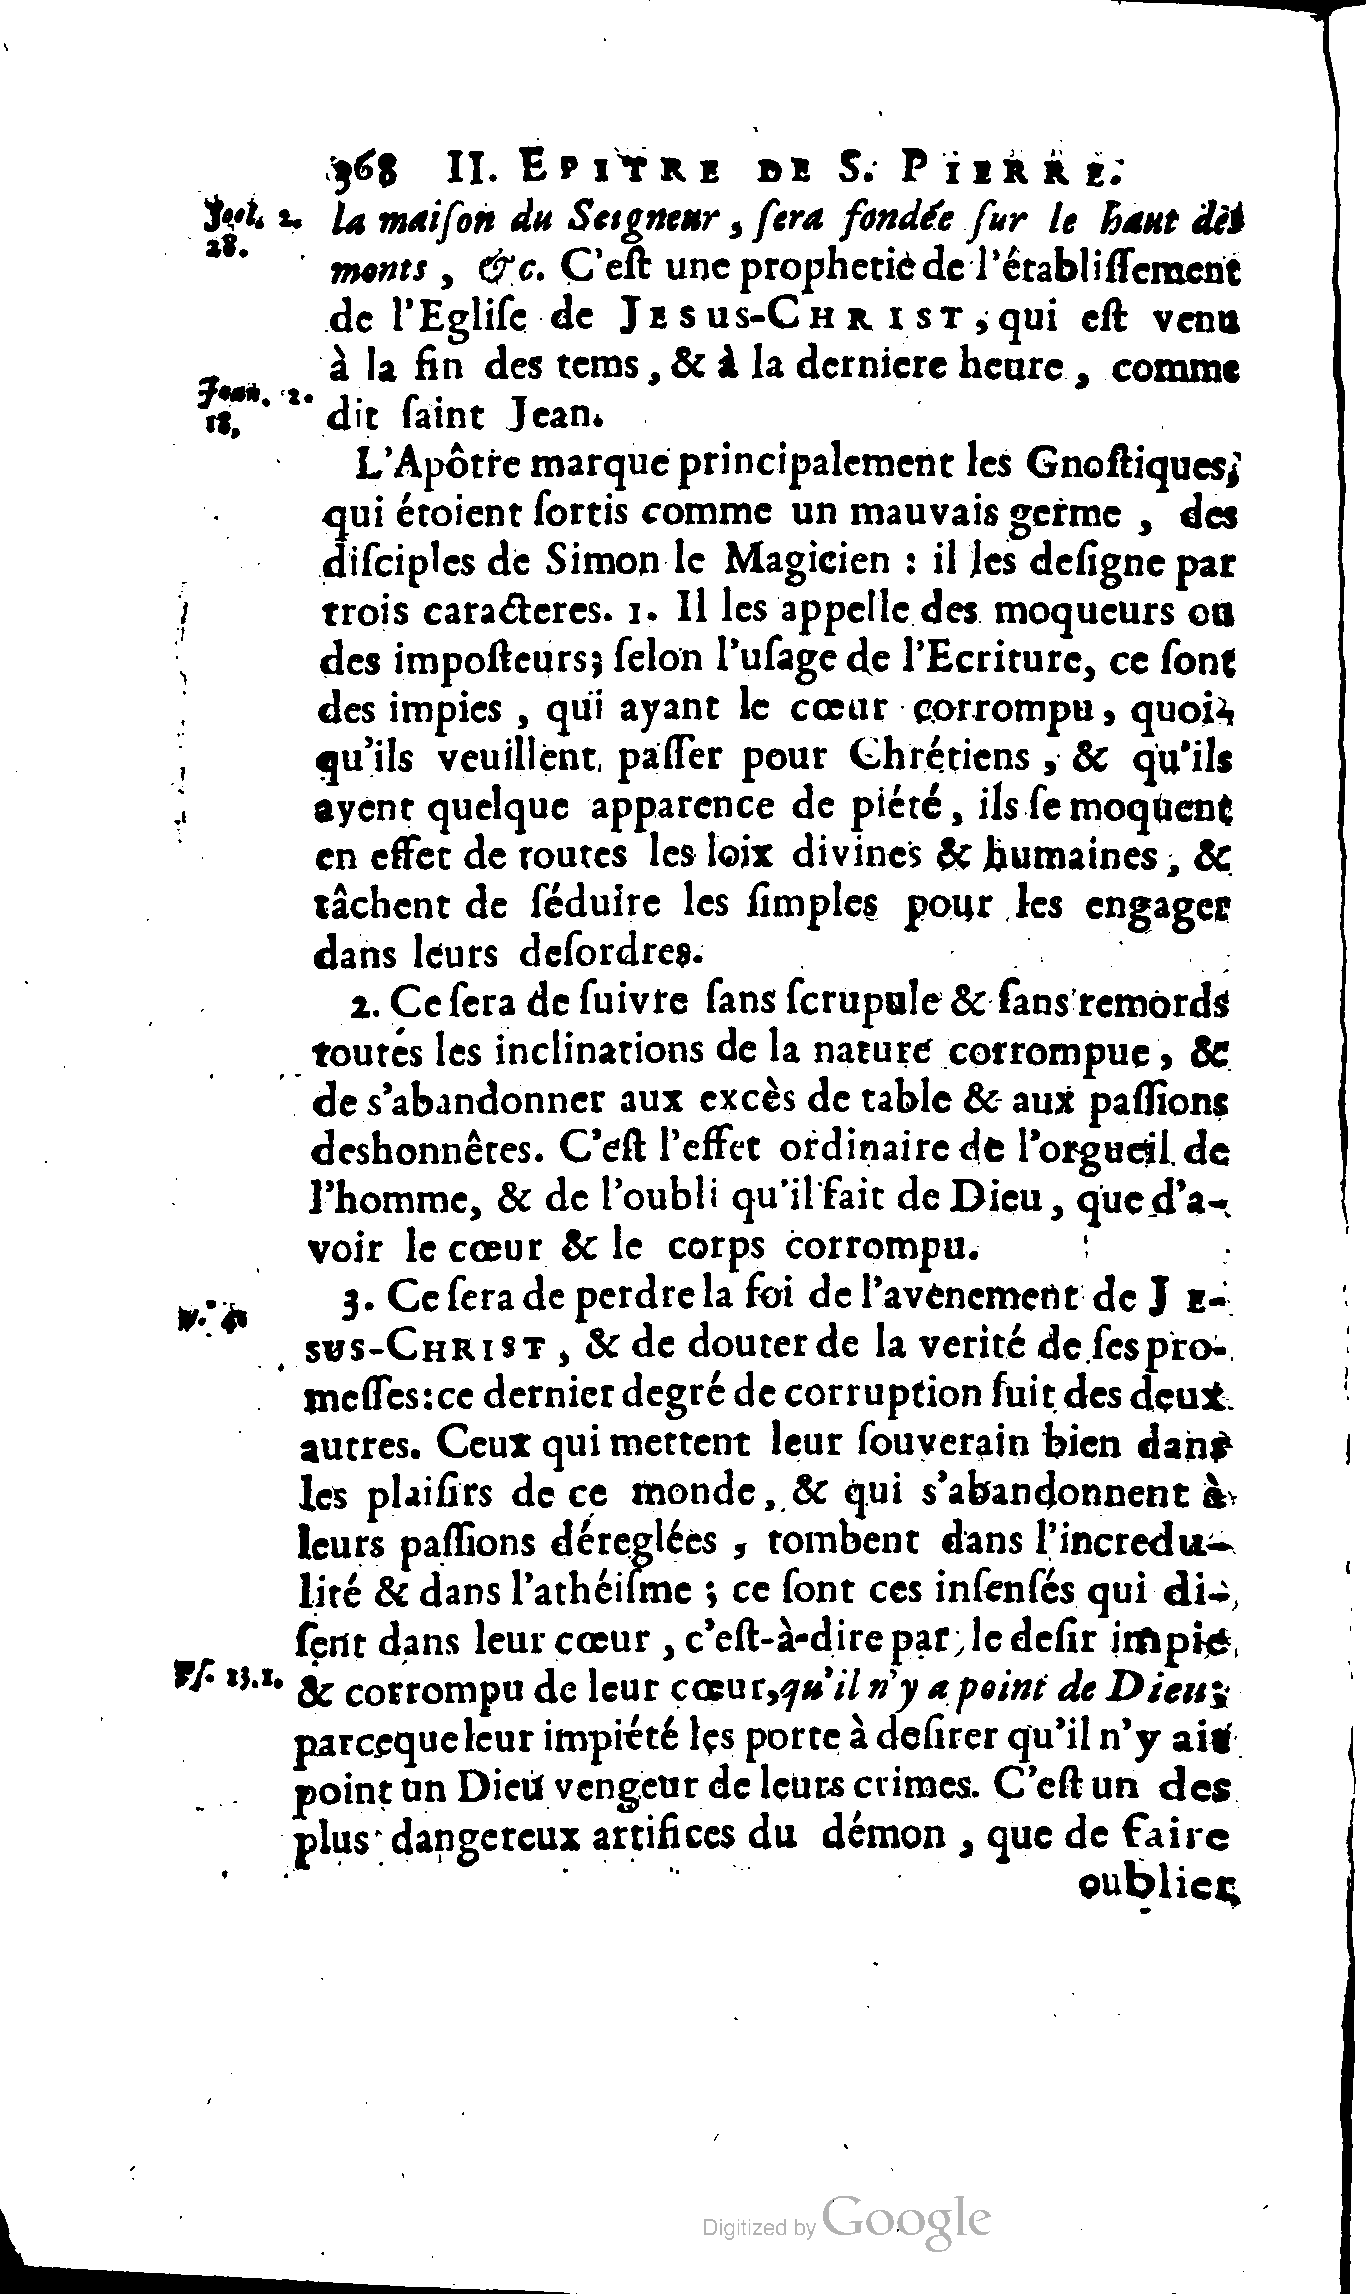 368 II. EPITRE DE S. PIERRE.
Joel. 2. la maiſon du Seigneur, ſera fondée ſur le haut des
28.
monts, &c. C'eſt une prophetie de l'établiſſement
de l'Egliſe de JESUS-CHRIST, qui eſt venu
à la fin des tems, & à la derniere heure, comme
Jean. 2.
18. dit ſaint Jean.
L'Apôtre marque principalement les Gnoſtiques,
qui étoient ſortis comme un mauvais germe, des
diſciples de Simon le Magicien : il les deſigne par
trois caracteres. 1. Il les appelle des moqueurs ou
des impoſteurs; ſelon l'uſage de l'Ecriture, ce ſont
des impies, qui ayant le cœur corrompu, quoi-
qu'ils veuillent paſſer pour Chrétiens, & qu'ils
ayent quelque apparence de piété, ils ſe moquent
en effet de toutes les loix divines & humaines, &
tâchent de ſéduire les ſimples pour les engager
dans leurs deſordres.
2. Ce ſera de ſuivre ſans ſcrupule & ſans remords
toutes les inclinations de la nature corrompue, &
de s'abandonner aux excès de table & aux paſſions
deshonnêtes. C'eſt l'effet ordinaire de l'orgueil de
l'homme, & de l'oubli qu'il fait de Dieu, que d'a-
voir le cœur & le corps corrompu.
3. Ce ſera de perdre la foi de l'avenement de JE-
v. 4.
SUS-CHRIST, & de douter de la verité de ſes pro-
meſſes: ce dernier degré de corruption ſuit des deux
autres. Ceux qui mettent leur ſouverain bien dans
les plaiſirs de ce monde, & qui s'abandonnent à
leurs paſſions déreglées, tombent dans l'incredu-
lité & dans l'athéiſme ; ce ſont ces inſenſés qui di-
ſent dans leur cœur, c'eſt-à-dire par le deſir impie
Pſ. 13.1. & corrompu de leur cœur, qu'il n'y a point de Dieu;
parceque leur impiété les porte à deſirer qu'il n'y ait
point un Dieu vengeur de leurs crimes. C'eſt un des
plus dangereux artifices du démon, que de faire
oublier
Digitized by Google